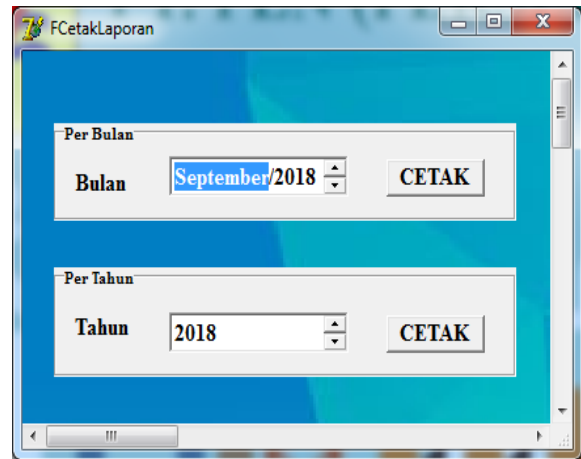 FCetakLaporan
Per Bulan
Bulan September/2018 CETAK
Per Tahun
Tahun 2018 CETAK